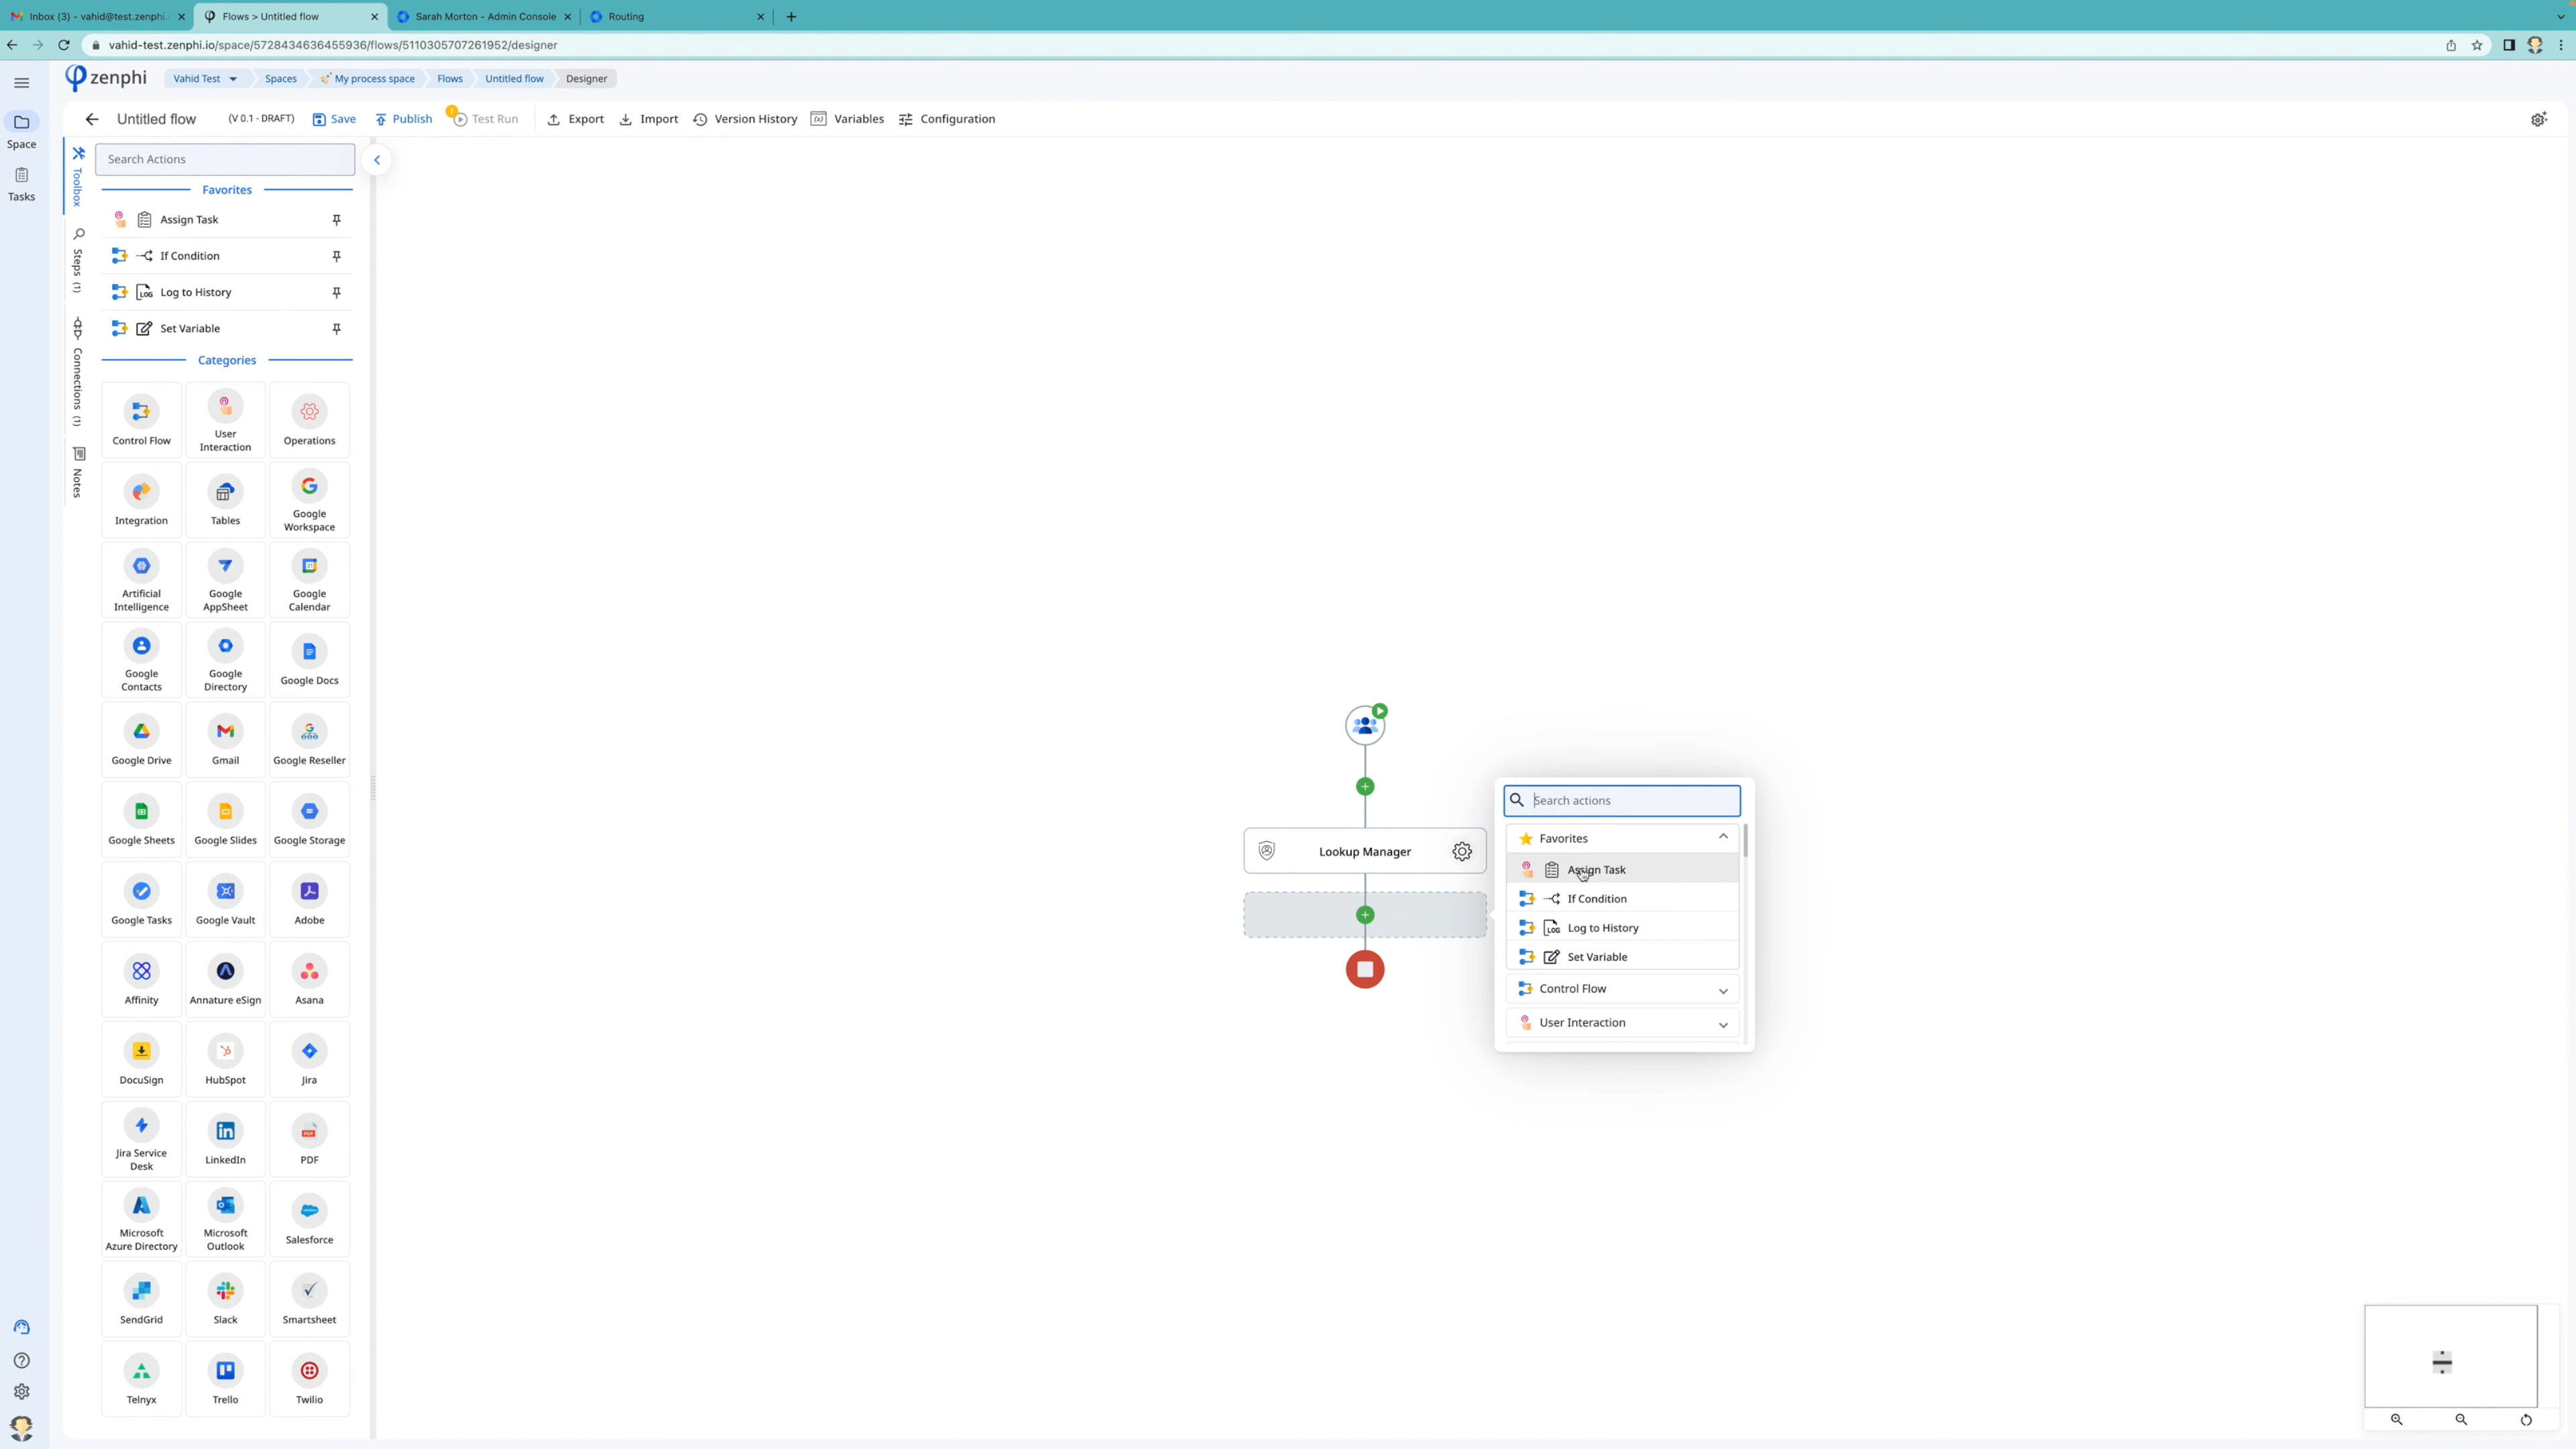 Inbox (3) - vahid@test.zenphi.
Flows > Untitled flow
Sarah Morton - Admin Console
Routing
vahid-test.zenphi.io/space/5728434636455936/flows/5110305707261952/designer
zenphi
Vahid Test
Spaces
My process space
Flows
Untitled flow
Designer
Untitled flow
(V 0.1 - DRAFT)
Save
Publish
Test Run
Export
Import
Version History
Variables
Configuration
Space
Tasks
Toolbox
Steps (1)
Connections (1)
Notes
Search Actions
Favorites
Assign Task
If Condition
LOG Log to History
Set Variable
Categories
Control Flow
User
Interaction
Operations
Integration
Tables
Google
Workspace
Artificial
Intelligence
Google
AppSheet
Google
Calendar
Google
Contacts
Google
Directory
Google Docs
Google Drive
Gmail
Google Reseller
Google Sheets
Google Slides
Google Storage
Google Tasks
Google Vault
Adobe
Affinity
Annature eSign
Asana
DocuSign
HubSpot
Jira
Jira Service
Desk
LinkedIn
PDF
Microsoft
Azure Directory
Microsoft
Outlook
Salesforce
SendGrid
Slack
Smartsheet
Telnyx
Trello
Twilio
Lookup Manager
Search actions
Favorites
Assign Task
If Condition
LOG Log to History
Set Variable
Control Flow
User Interaction